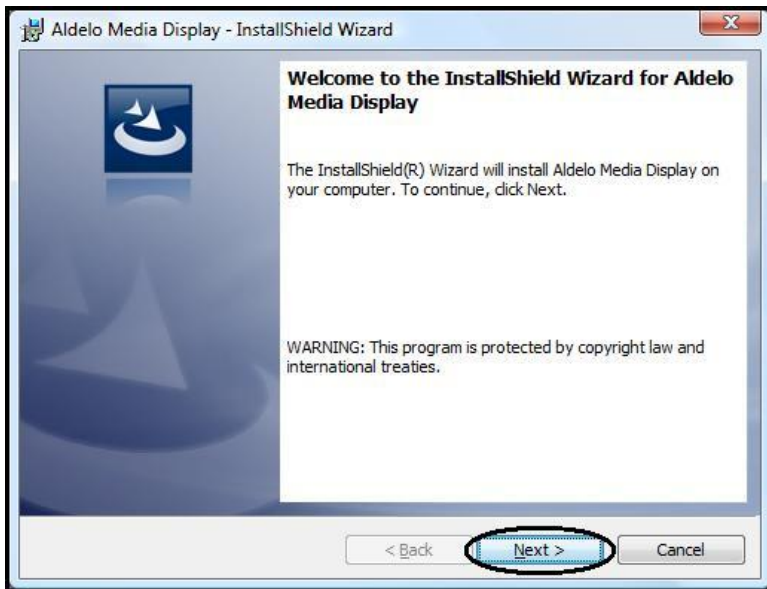 Aldelo Media Display - InstallShield Wizard
Welcome to the InstallShield Wizard for Aldelo
Media Display
The InstallShield(R) Wizard will install Aldelo Media Display on
your computer. To continue, click Next.
WARNING: This program is protected by copyright law and
international treaties.
< Back Next > Cancel